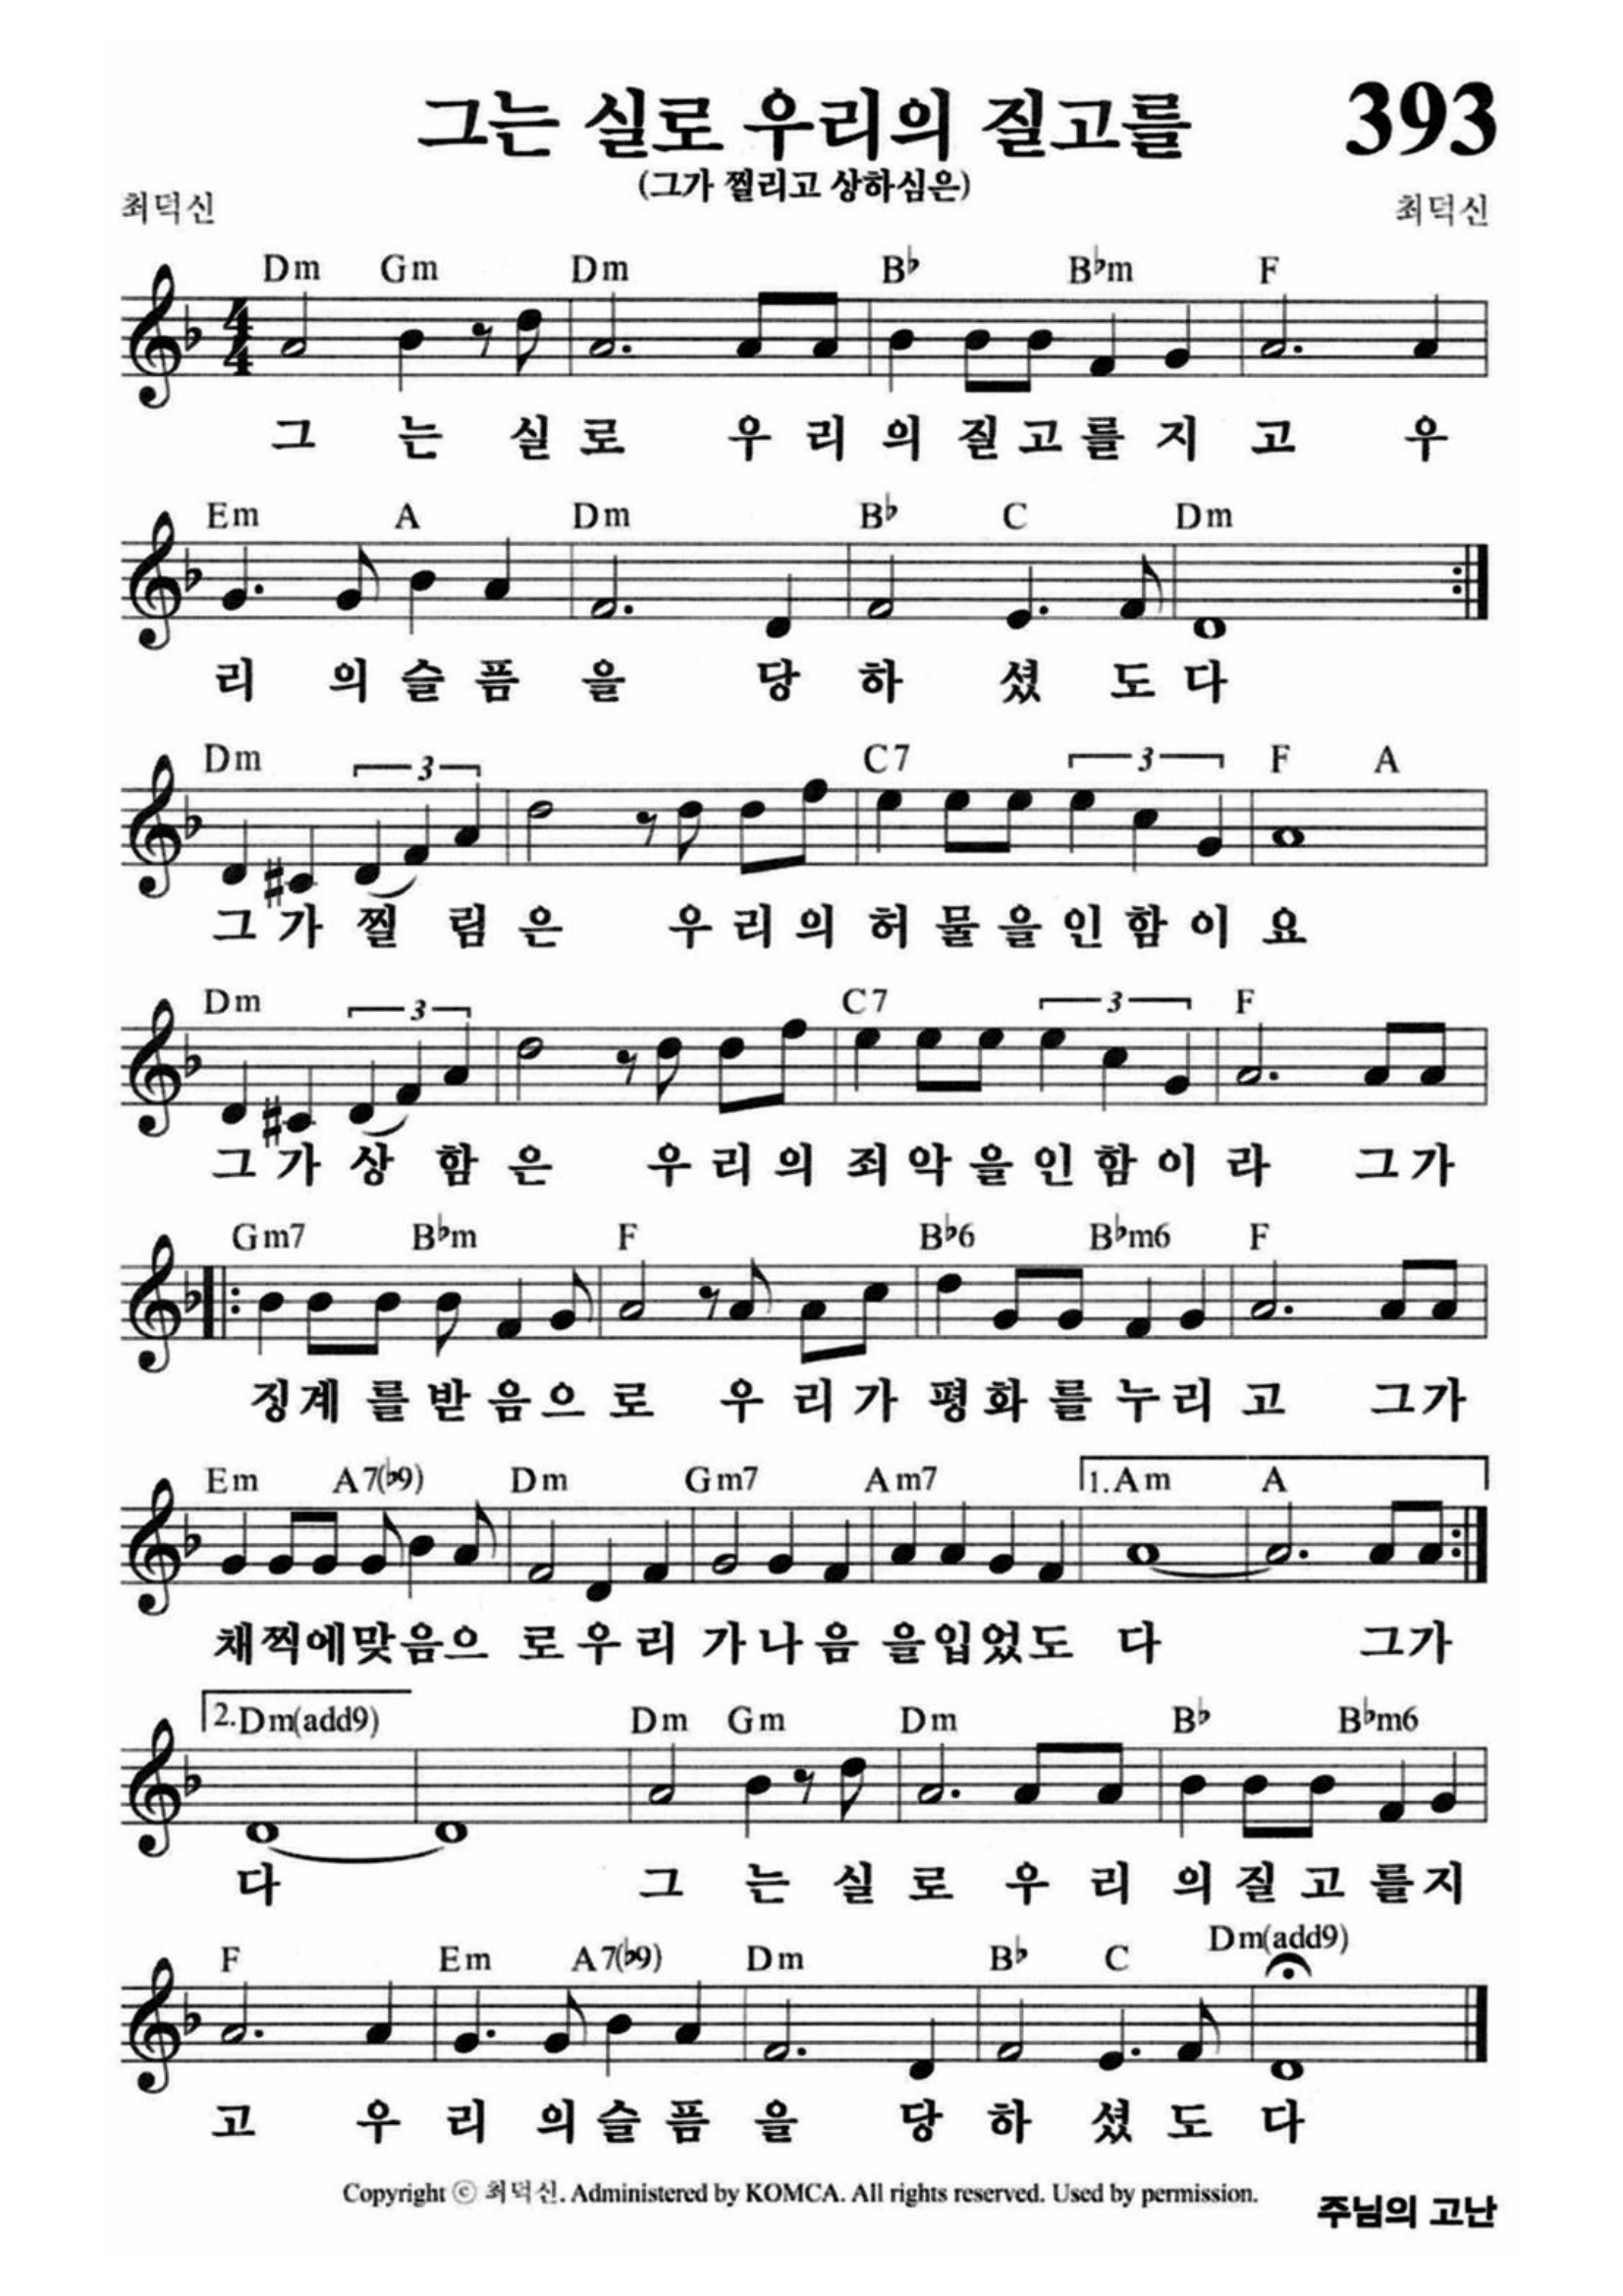 그는 실로 우리의 질고를 393
(그가 찔리고 상하심은)
최덕신 최덕신
Dm Gm Dm B♭ B♭m F
4/4
그 는 실 로 우 리 의 질 고 를 지 고 우
Em A Dm B♭ C Dm
리 의 슬 픔 을 당 하 셨 도 다
Dm 3 C7 3 F A
그 가 찔 림 은 우 리 의 허 물 을 인 함 이 요
Dm 3 C7 3 F
그 가 상 함 은 우 리 의 죄 악 을 인 함 이 라 그 가
Gm7 B♭m F B♭6 B♭m6 F
징 계 를 받 음 으 로 우 리 가 평 화 를 누 리 고 그 가
Em A7(♭9) Dm Gm7 Am7 1. Am A
채 찍 에 맞 음 으 로 우 리 가 나 음 을 입 었 도 다 그 가
2. Dm(add9) Dm Gm Dm B♭ B♭m6
다 그 는 실 로 우 리 의 질 고 를 지
F Em A7(♭9) Dm B♭ C Dm(add9)
고 우 리 의 슬 픔 을 당 하 셨 도 다
Copyright ⓒ 최덕신. Administered by KOMCA. All rights reserved. Used by permission.
주님의 고난